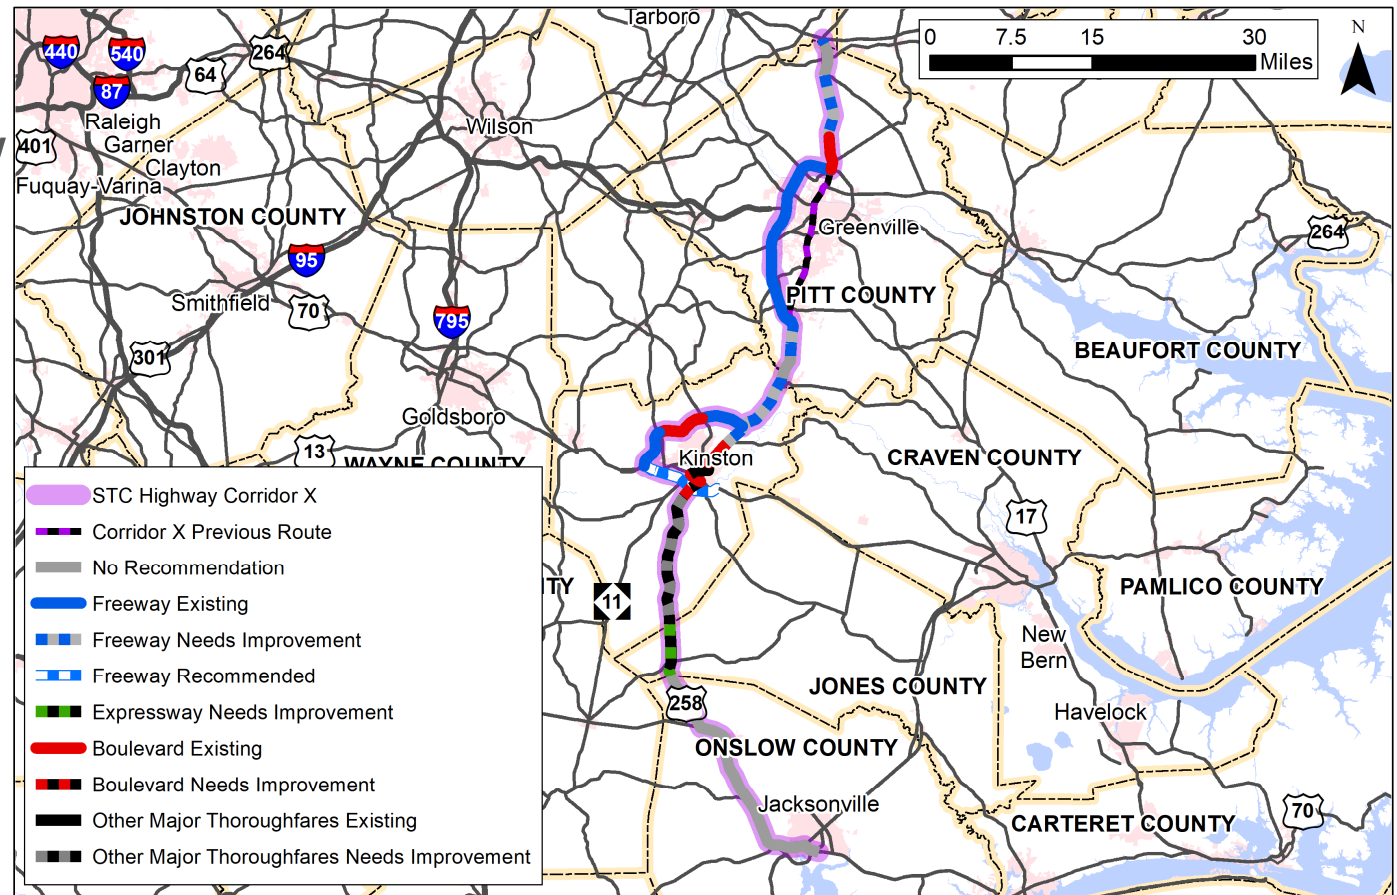 Tarboro
0 7.5 15 30
Miles
N
440
540
264
64
87
Raleigh
401
Garner
Wilson
Clayton
Fuquay-Varina
JOHNSTON COUNTY
Greenville
264
95
Smithfield
70
PITT COUNTY
795
301
BEAUFORT COUNTY
Goldsboro
13
WAYNE COUNTY
Kinston
CRAVEN COUNTY
17
11
PAMLICO COUNTY
NTY
New
Bern
JONES COUNTY
258
Havelock
ONSLOW COUNTY
Jacksonville
70
CARTERET COUNTY
STC Highway Corridor X
Corridor X Previous Route
No Recommendation
Freeway Existing
Freeway Needs Improvement
Freeway Recommended
Expressway Needs Improvement
Boulevard Existing
Boulevard Needs Improvement
Other Major Thoroughfares Existing
Other Major Thoroughfares Needs Improvement